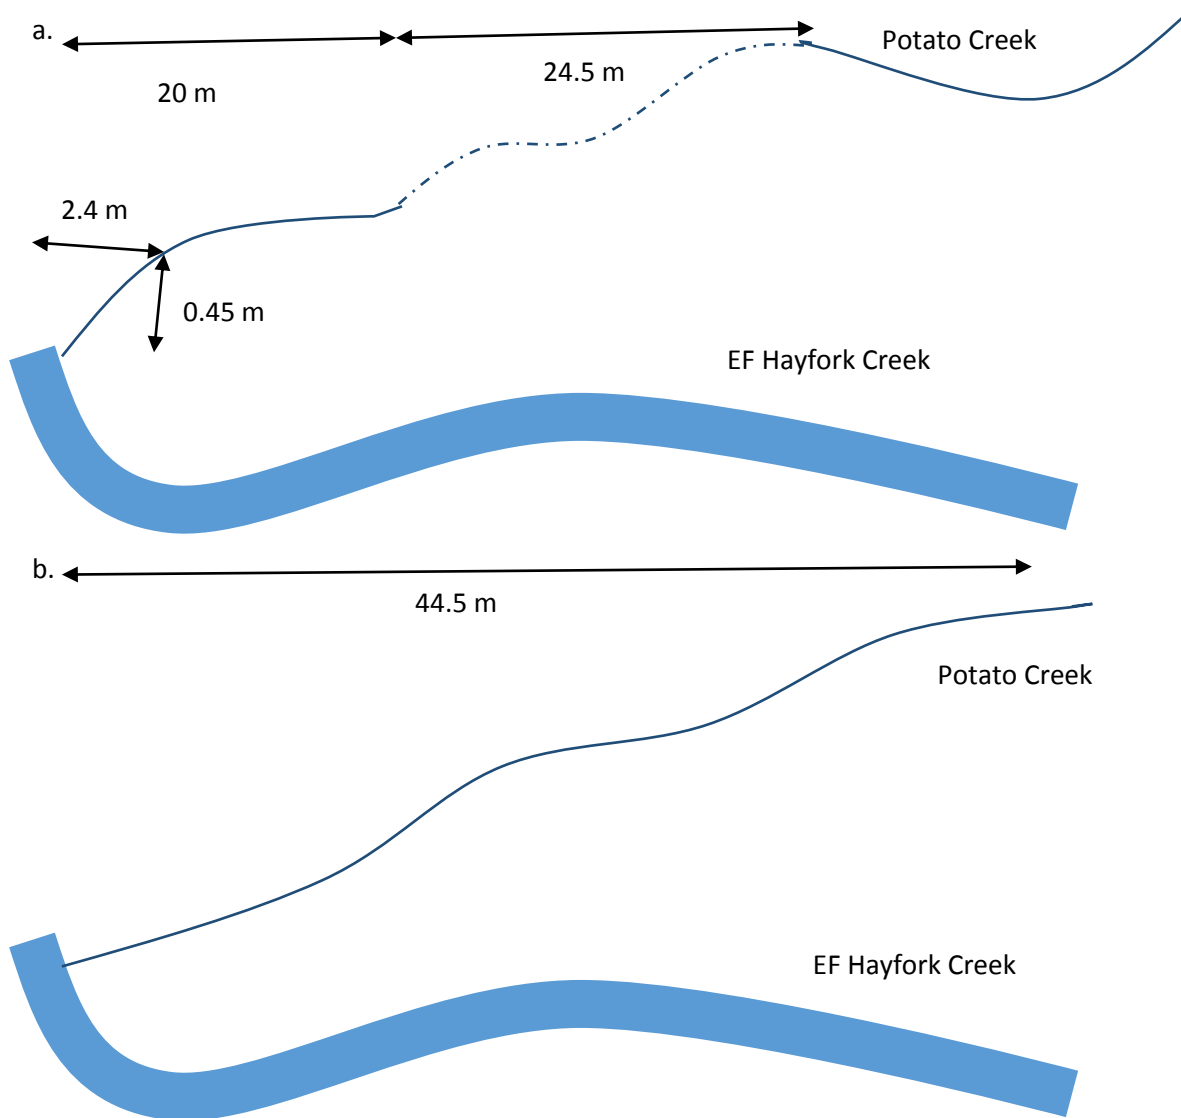 a.
Potato Creek
20 m
24.5 m
2.4 m
0.45 m
EF Hayfork Creek
b.
44.5 m
Potato Creek
EF Hayfork Creek